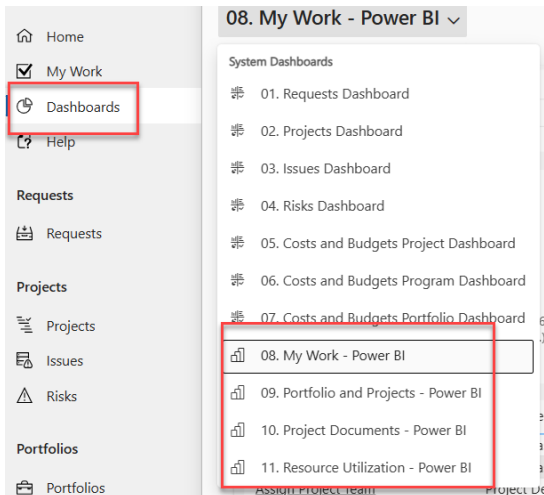 Home
My Work
Dashboards
Help
Requests
Requests
Projects
Projects
Issues
Risks
Portfolios
Portfolios
08. My Work - Power BI
System Dashboards
01. Requests Dashboard
02. Projects Dashboard
03. Issues Dashboard
04. Risks Dashboard
05. Costs and Budgets Project Dashboard
06. Costs and Budgets Program Dashboard
07. Costs and Budgets Portfolio Dashboard
08. My Work - Power BI
09. Portfolio and Projects - Power BI
10. Project Documents - Power BI
11. Resource Utilization - Power BI
Assign Project Team